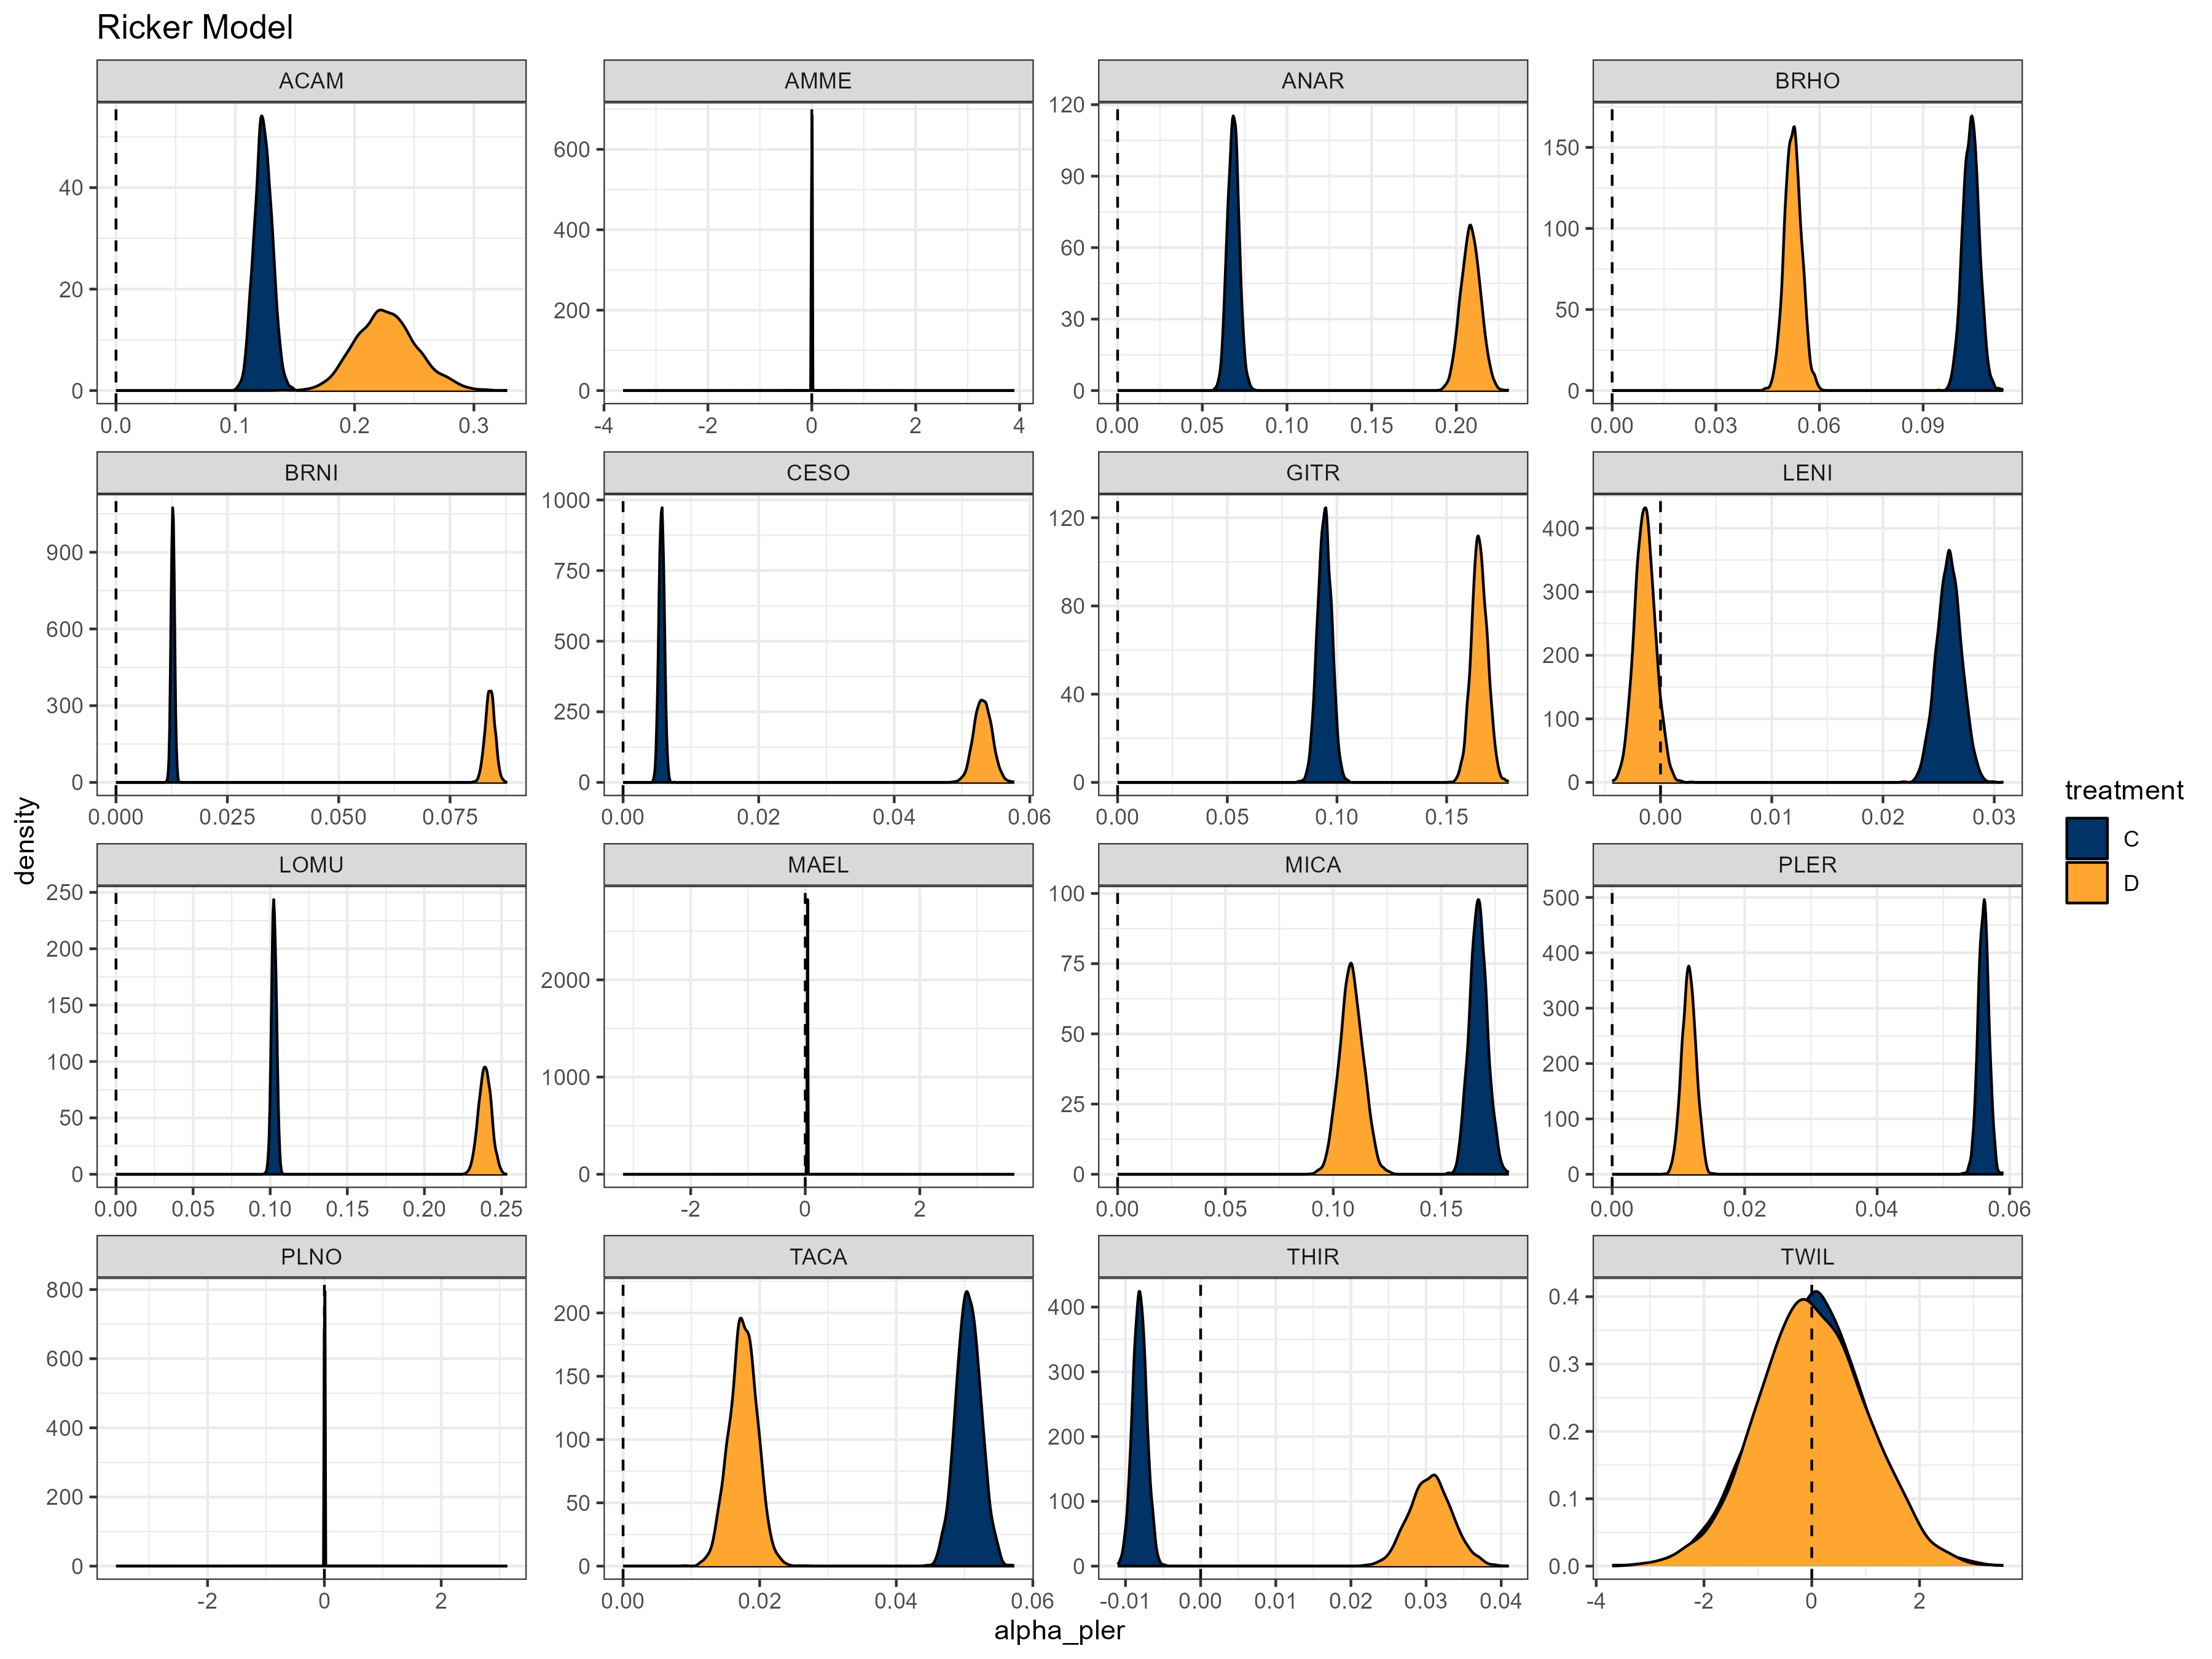 Ricker Model
ACAM AMME ANAR BRHO
0 20 40
0.0 0.1 0.2 0.3
0 200 400 600
-4 -2 0 2 4
0 30 60 90 120
0.00 0.05 0.10 0.15 0.20
0 50 100 150
0.00 0.03 0.06 0.09
BRNI CESO GITR LENI
0 300 600 900
0.000 0.025 0.050 0.075
0 250 500 750 1000
0.00 0.02 0.04 0.06
0 40 80 120
0.00 0.05 0.10 0.15
0 100 200 300 400
0.00 0.01 0.02 0.03
LOMU MAEL MICA PLER
0 50 100 150 200 250
0.00 0.05 0.10 0.15 0.20 0.25
0 1000 2000
-2 0 2
0 25 50 75 100
0.00 0.05 0.10 0.15
0 100 200 300 400 500
0.00 0.02 0.04 0.06
PLNO TACA THIR TWIL
0 200 400 600 800
-2 0 2
0 50 100 150 200
0.00 0.02 0.04 0.06
0 100 200 300 400
-0.01 0.00 0.01 0.02 0.03 0.04
0.0 0.1 0.2 0.3 0.4
-4 -2 0 2
density
alpha_pler
treatment
C
D